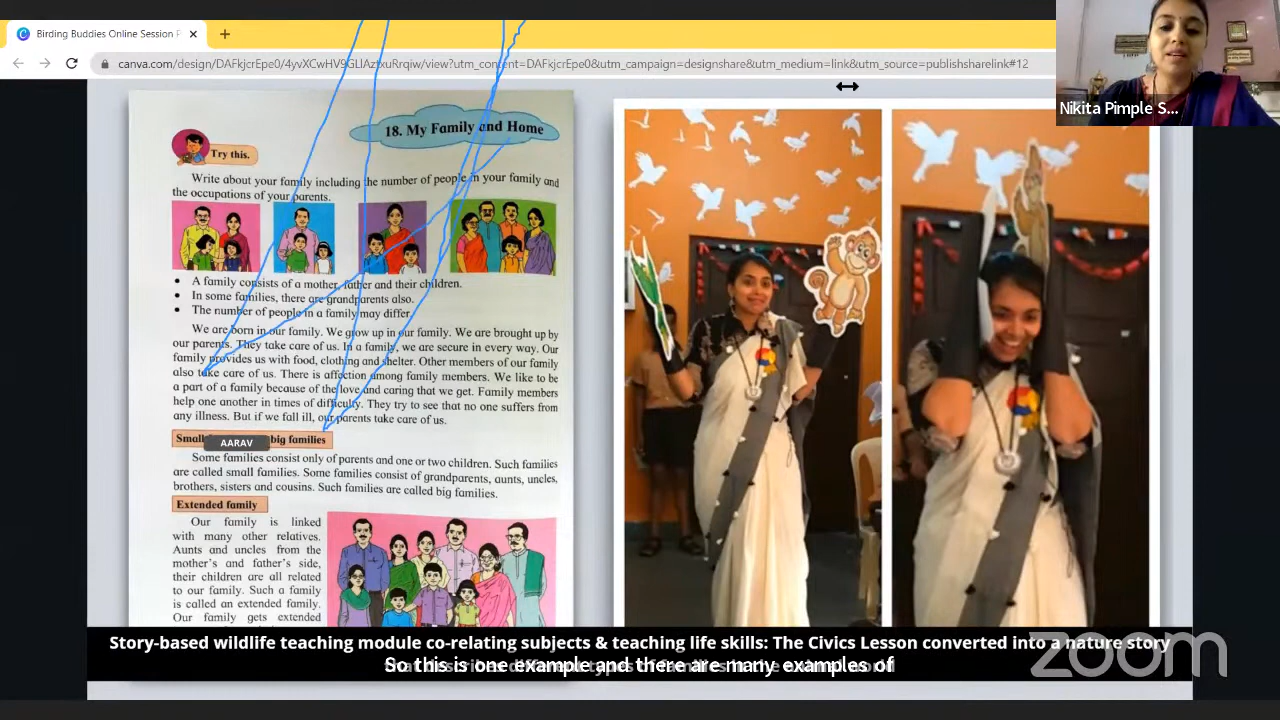 Birding Buddies Online Session
canva.com/design/DAFkjcrEpe0/4yvXCwHV9GLIAztxuRrqiw/view?utm_content=DAFkjcrEpe0&utm_campaign=designshare&utm_medium=link&utm_source=publishsharelink#12
Nikita Pimple S...
18. My Family and Home
Try this.
Write about your family including the number of people in your family and
the occupations of your parents.
• A family consists of a mother, father and their children.
• In some families, there are grandparents also.
• The number of people in a family may differ.
We are born in our family. We grow up in our family. We are brought up by
our parents. They take care of us. In a family, we are secure in every way. Our
family provides us with food, clothing and shelter. Other members of our family
also take care of us. There is affection among family members. We like to be
a part of a family because of the love and caring that we get. Family members
help one another in times of difficulty. They try to see that no one suffers from
any illness. But if we fall ill, our parents take care of us.
Small big families
AARAV
Some families consist only of parents and one or two children. Such families
are called small families. Some families consist of grandparents, aunts, uncles,
brothers, sisters and cousins. Such families are called big families.
Extended family
Our family is linked
with many other relatives.
Aunts and uncles from the
mother's and father's side,
their children are all related
to our family. Such a family
is called an extended family.
Our family gets extended
Story-based wildlife teaching module co-relating subjects & teaching life skills: The Civics Lesson converted into a nature story
So this is one example and there are many examples of
zoom